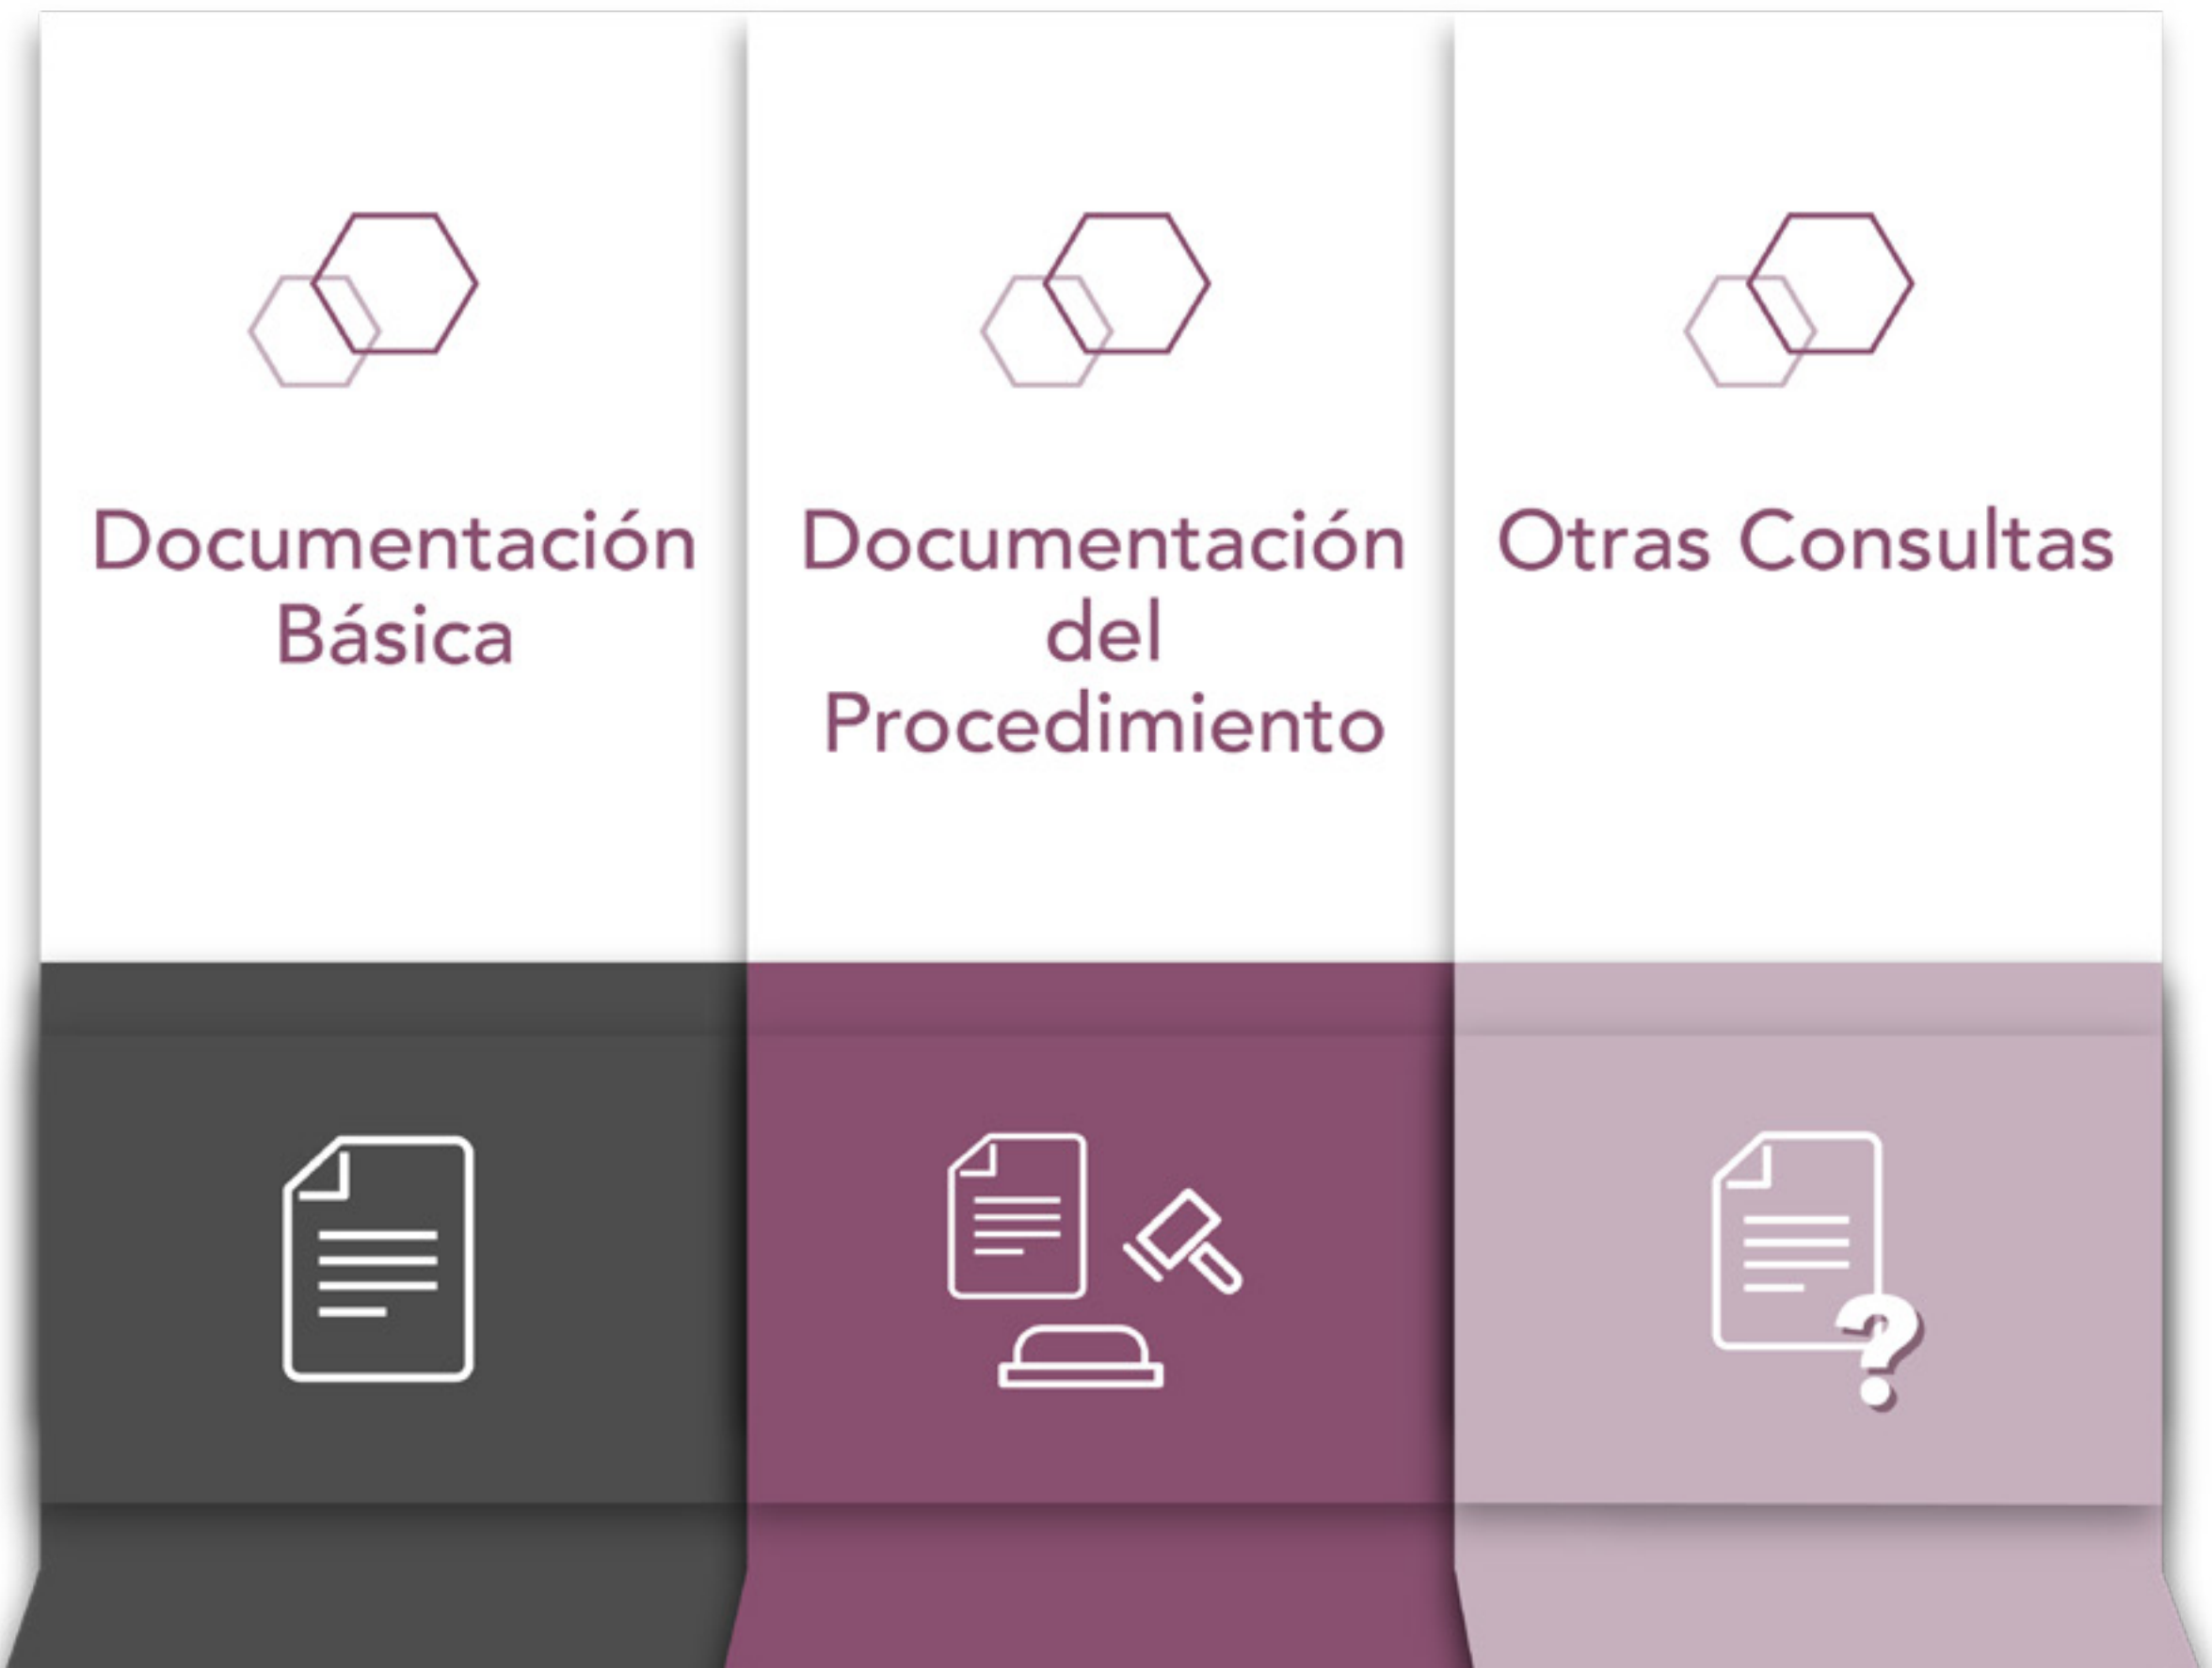 Documentación
Básica
Documentación
del
Procedimiento
Otras Consultas
?